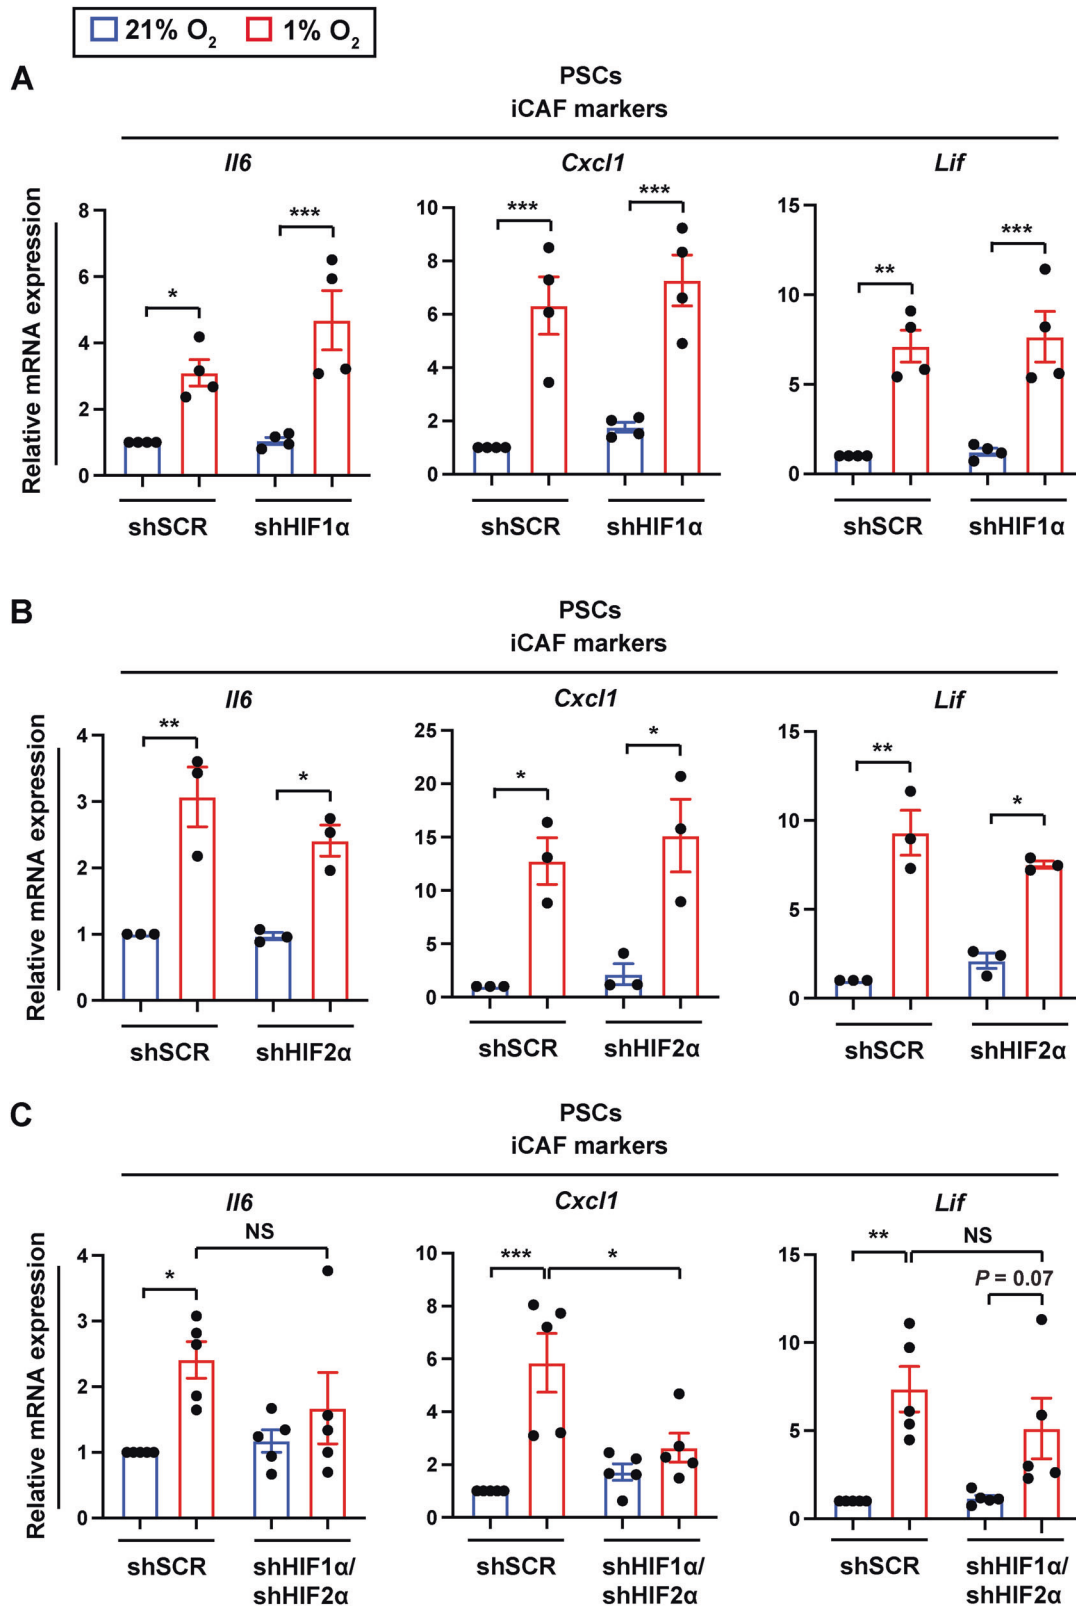 21% O2 1% O2
A
PSCs
iCAF markers
Il6 Cxcl1 Lif
Relative mRNA expression
8
6
4
2
0
*
***
shSCR shHIF1α
10
8
6
4
2
0
***
***
shSCR shHIF1α
15
10
5
0
**
***
shSCR shHIF1α
B
PSCs
iCAF markers
Il6 Cxcl1 Lif
Relative mRNA expression
4
3
2
1
0
**
*
shSCR shHIF2α
25
20
15
10
5
0
*
*
shSCR shHIF2α
15
10
5
0
**
*
shSCR shHIF2α
C
PSCs
iCAF markers
Il6 Cxcl1 Lif
Relative mRNA expression
4
3
2
1
0
NS
*
shSCR shHIF1α/
shHIF2α
10
8
6
4
2
0
***
*
shSCR shHIF1α/
shHIF2α
15
10
5
0
**
NS
P = 0.07
shSCR shHIF1α/
shHIF2α